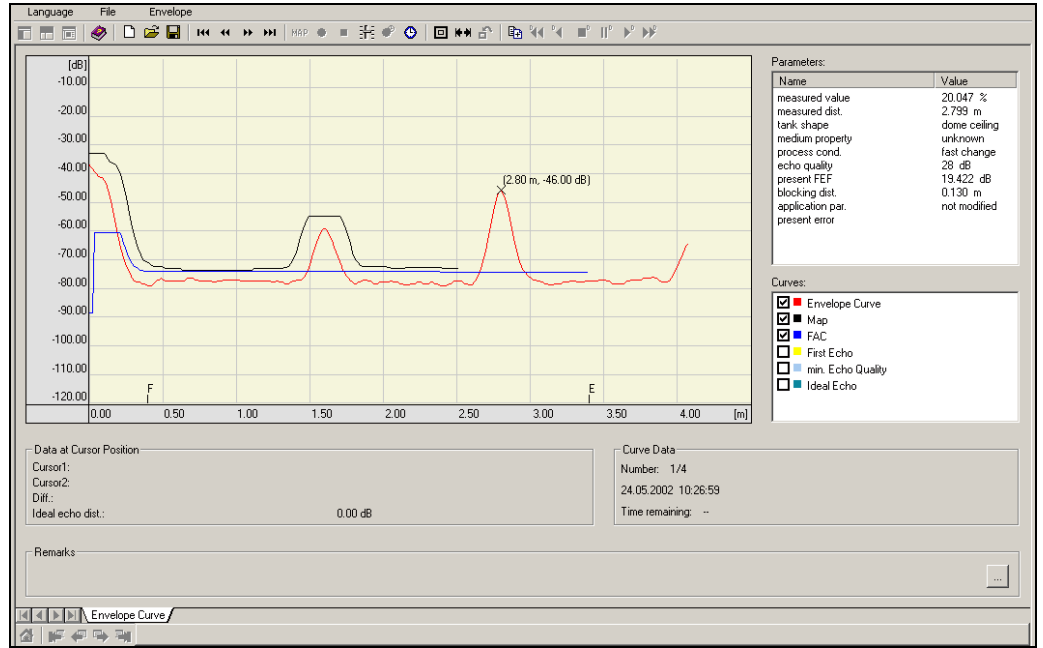 Language File Envelope
MAP
[dB]
-10.00
-20.00
-30.00
-40.00
-50.00
-60.00
-70.00
-80.00
-90.00
-100.00
-110.00
-120.00
(2.80 m, -46.00 dB)
F
E
0.00 0.50 1.00 1.50 2.00 2.50 3.00 3.50 4.00 [m]
Parameters:
Name Value
measured value 20.047 %
measured dist. 2.799 m
tank shape dome ceiling
medium property unknown
process cond. fast change
echo quality 28 dB
present FEF 19.422 dB
blocking dist. 0.130 m
application par. not modified
present error
Curves:
Envelope Curve
Map
FAC
First Echo
min. Echo Quality
Ideal Echo
Data at Cursor Position
Cursor1:
Cursor2:
Diff.:
Ideal echo dist.: 0.00 dB
Curve Data
Number: 1/4
24.05.2002 10:26:59
Time remaining: --
Remarks
...
Envelope Curve